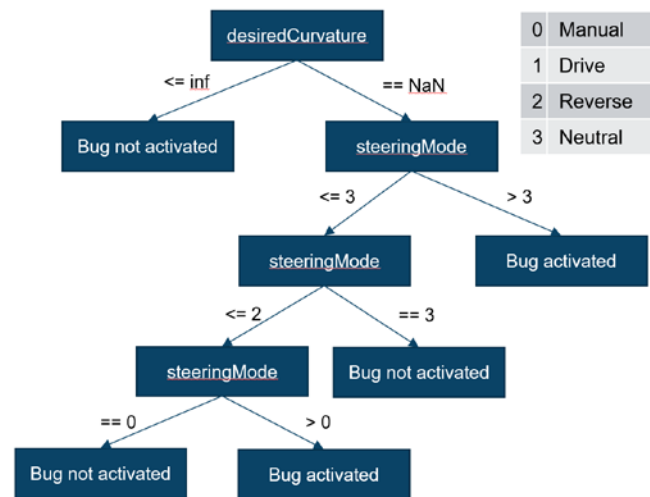 desiredCurvature
0 Manual
1 Drive
2 Reverse
3 Neutral
<= inf
== NaN
Bug not activated
steeringMode
<= 3
> 3
steeringMode
Bug activated
<= 2
== 3
steeringMode
Bug not activated
== 0
> 0
Bug not activated
Bug activated